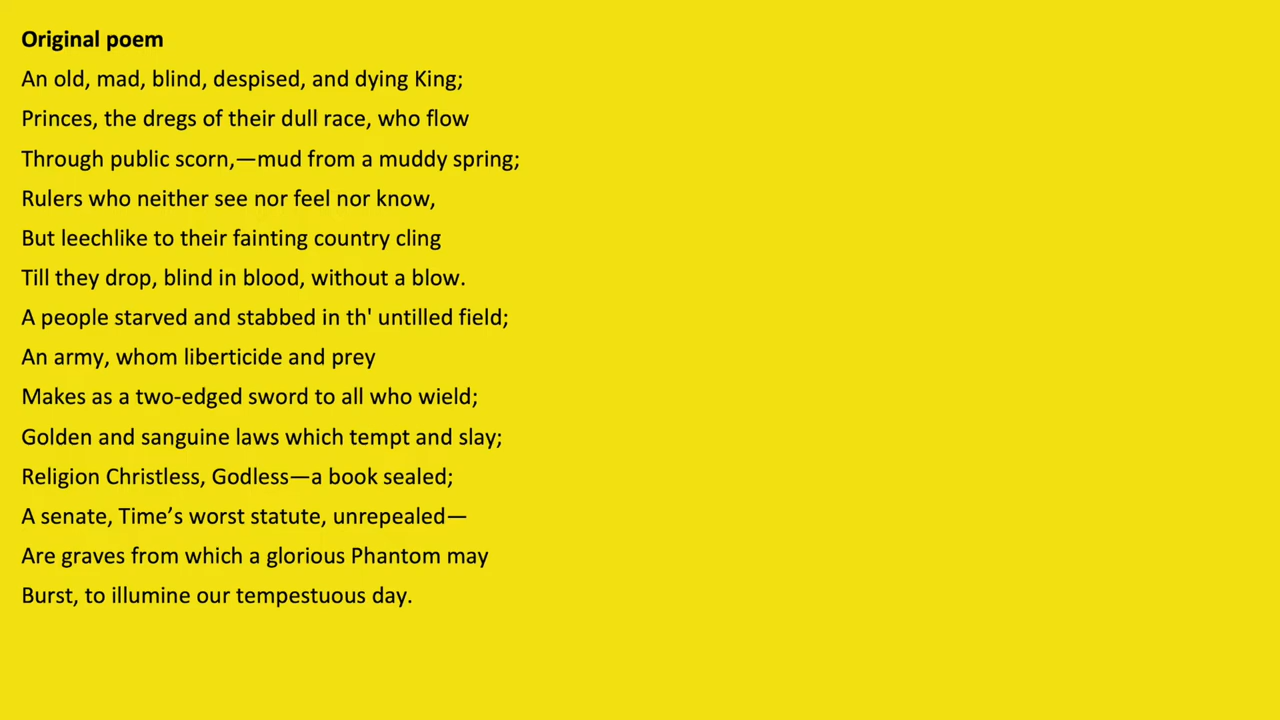 Original poem
An old, mad, blind, despised, and dying King;
Princes, the dregs of their dull race, who flow
Through public scorn,—mud from a muddy spring;
Rulers who neither see nor feel nor know,
But leechlike to their fainting country cling
Till they drop, blind in blood, without a blow.
A people starved and stabbed in th' untilled field;
An army, whom liberticide and prey
Makes as a two-edged sword to all who wield;
Golden and sanguine laws which tempt and slay;
Religion Christless, Godless—a book sealed;
A senate, Time’s worst statute, unrepealed—
Are graves from which a glorious Phantom may
Burst, to illumine our tempestuous day.